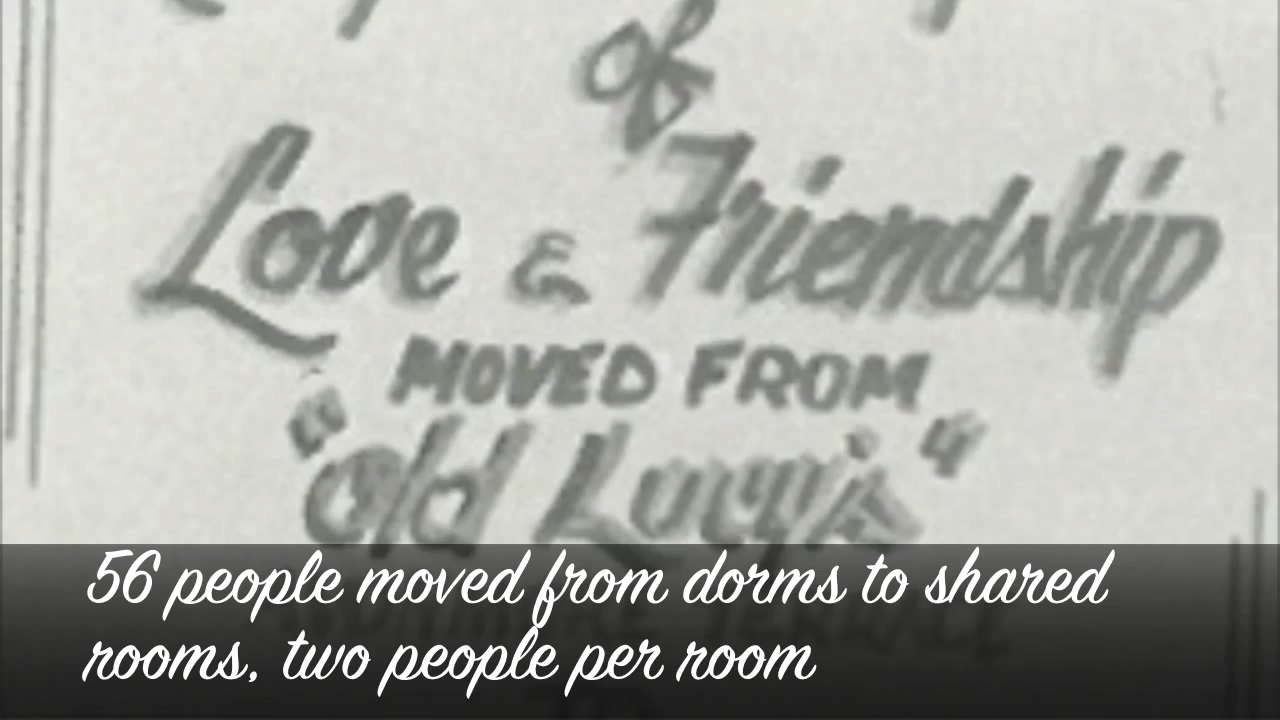 of
Love & Friendship
MOVED FROM
"Old Lucy's"
56 people moved from dorms to shared
rooms, two people per room